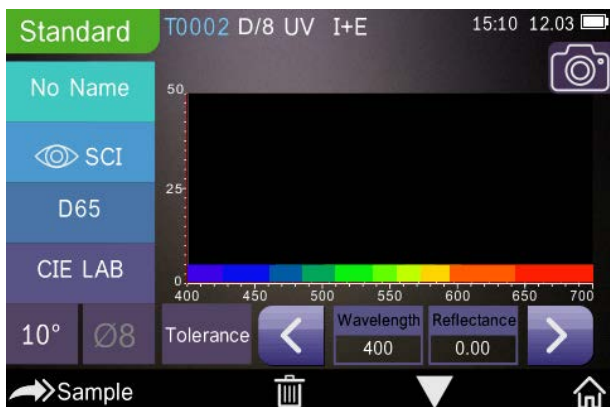 Standard
T0002 D/8 UV I+E
15:10 12.03
No Name
SCI
D65
CIE LAB
10° Ø8
50
25
0
400 450 500 550 600 650 700
Tolerance
Wavelength
400
Reflectance
0.00
Sample